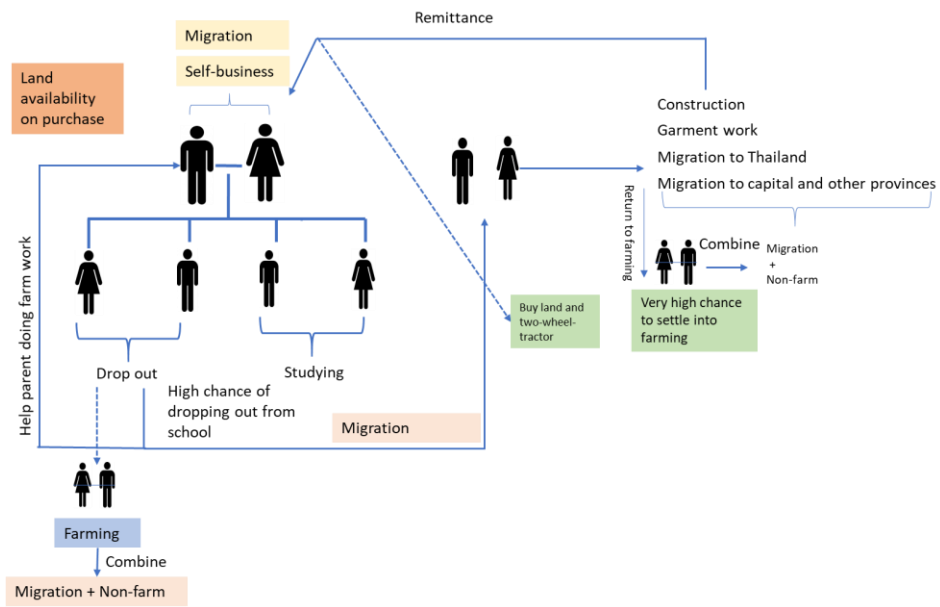 Remittance
Migration
Self-business
Land
availability
on purchase
Construction
Garment work
Migration to Thailand
Migration to capital and other provinces
Return to farming
Combine
Migration
+
Non-farm
Very high chance
to settle into
farming
Buy land and
two-wheel-
tractor
Help parent doing farm work
Drop out
Studying
High chance of
dropping out from
school
Migration
Farming
Combine
Migration + Non-farm